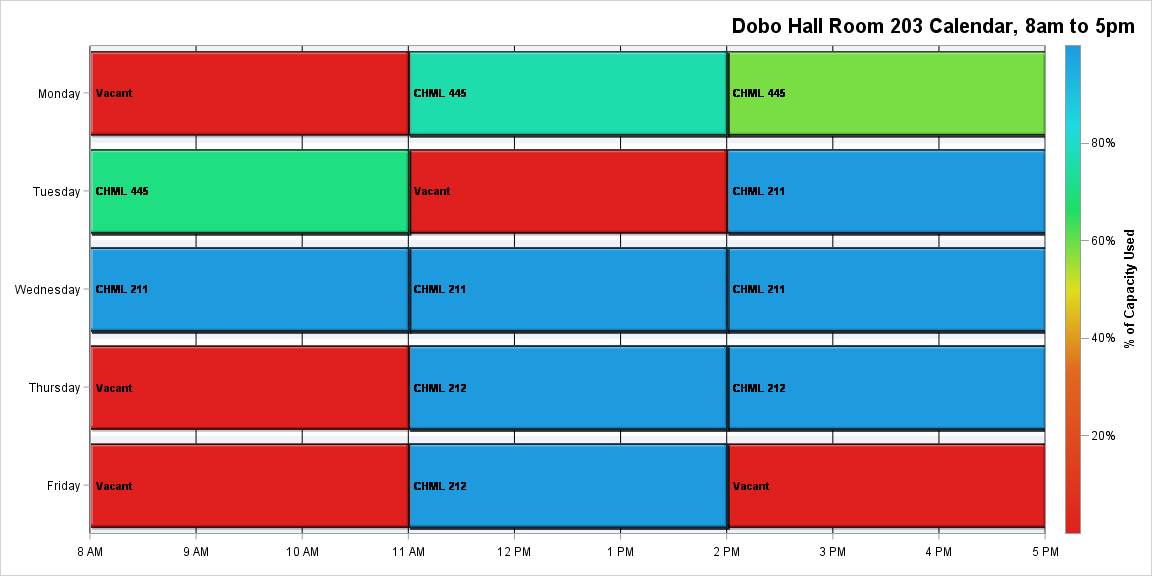 Dobo Hall Room 203 Calendar, 8am to 5pm
Monday
Vacant
CHML 445
CHML 445
Tuesday
CHML 445
Vacant
CHML 211
Wednesday
CHML 211
CHML 211
CHML 211
Thursday
Vacant
CHML 212
CHML 212
Friday
Vacant
CHML 212
Vacant
8 AM
9 AM
10 AM
11 AM
12 PM
1 PM
2 PM
3 PM
4 PM
5 PM
80%
60%
40%
20%
% of Capacity Used